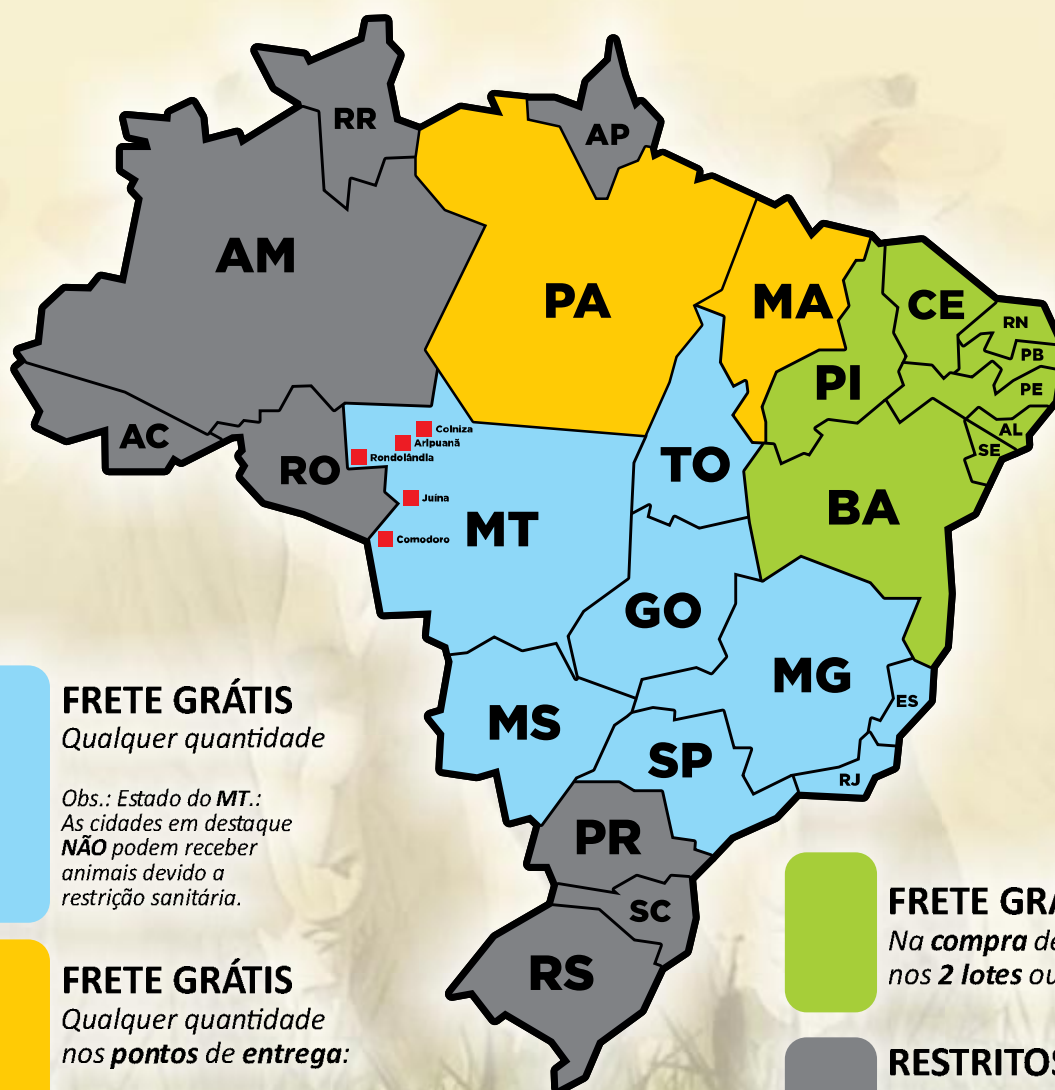 RR
AP
AM
PA
MA
CE
RN
PB
PE
PI
AL
SE
AC
RO
Colniza
Aripuanã
Rondolândia
Juína
Comodoro
MT
TO
BA
GO
MG
ES
MS
SP
RJ
PR
SC
RS
FRETE GRÁTIS
Qualquer quantidade
Obs.: Estado do MT.:
As cidades em destaque
NÃO podem receber
animais devido a
restrição sanitária.
FRETE GRÁTIS
Qualquer quantidade
nos pontos de entrega:
FRETE
Na compra de
nos 2 lotes ou
RESTRITOS